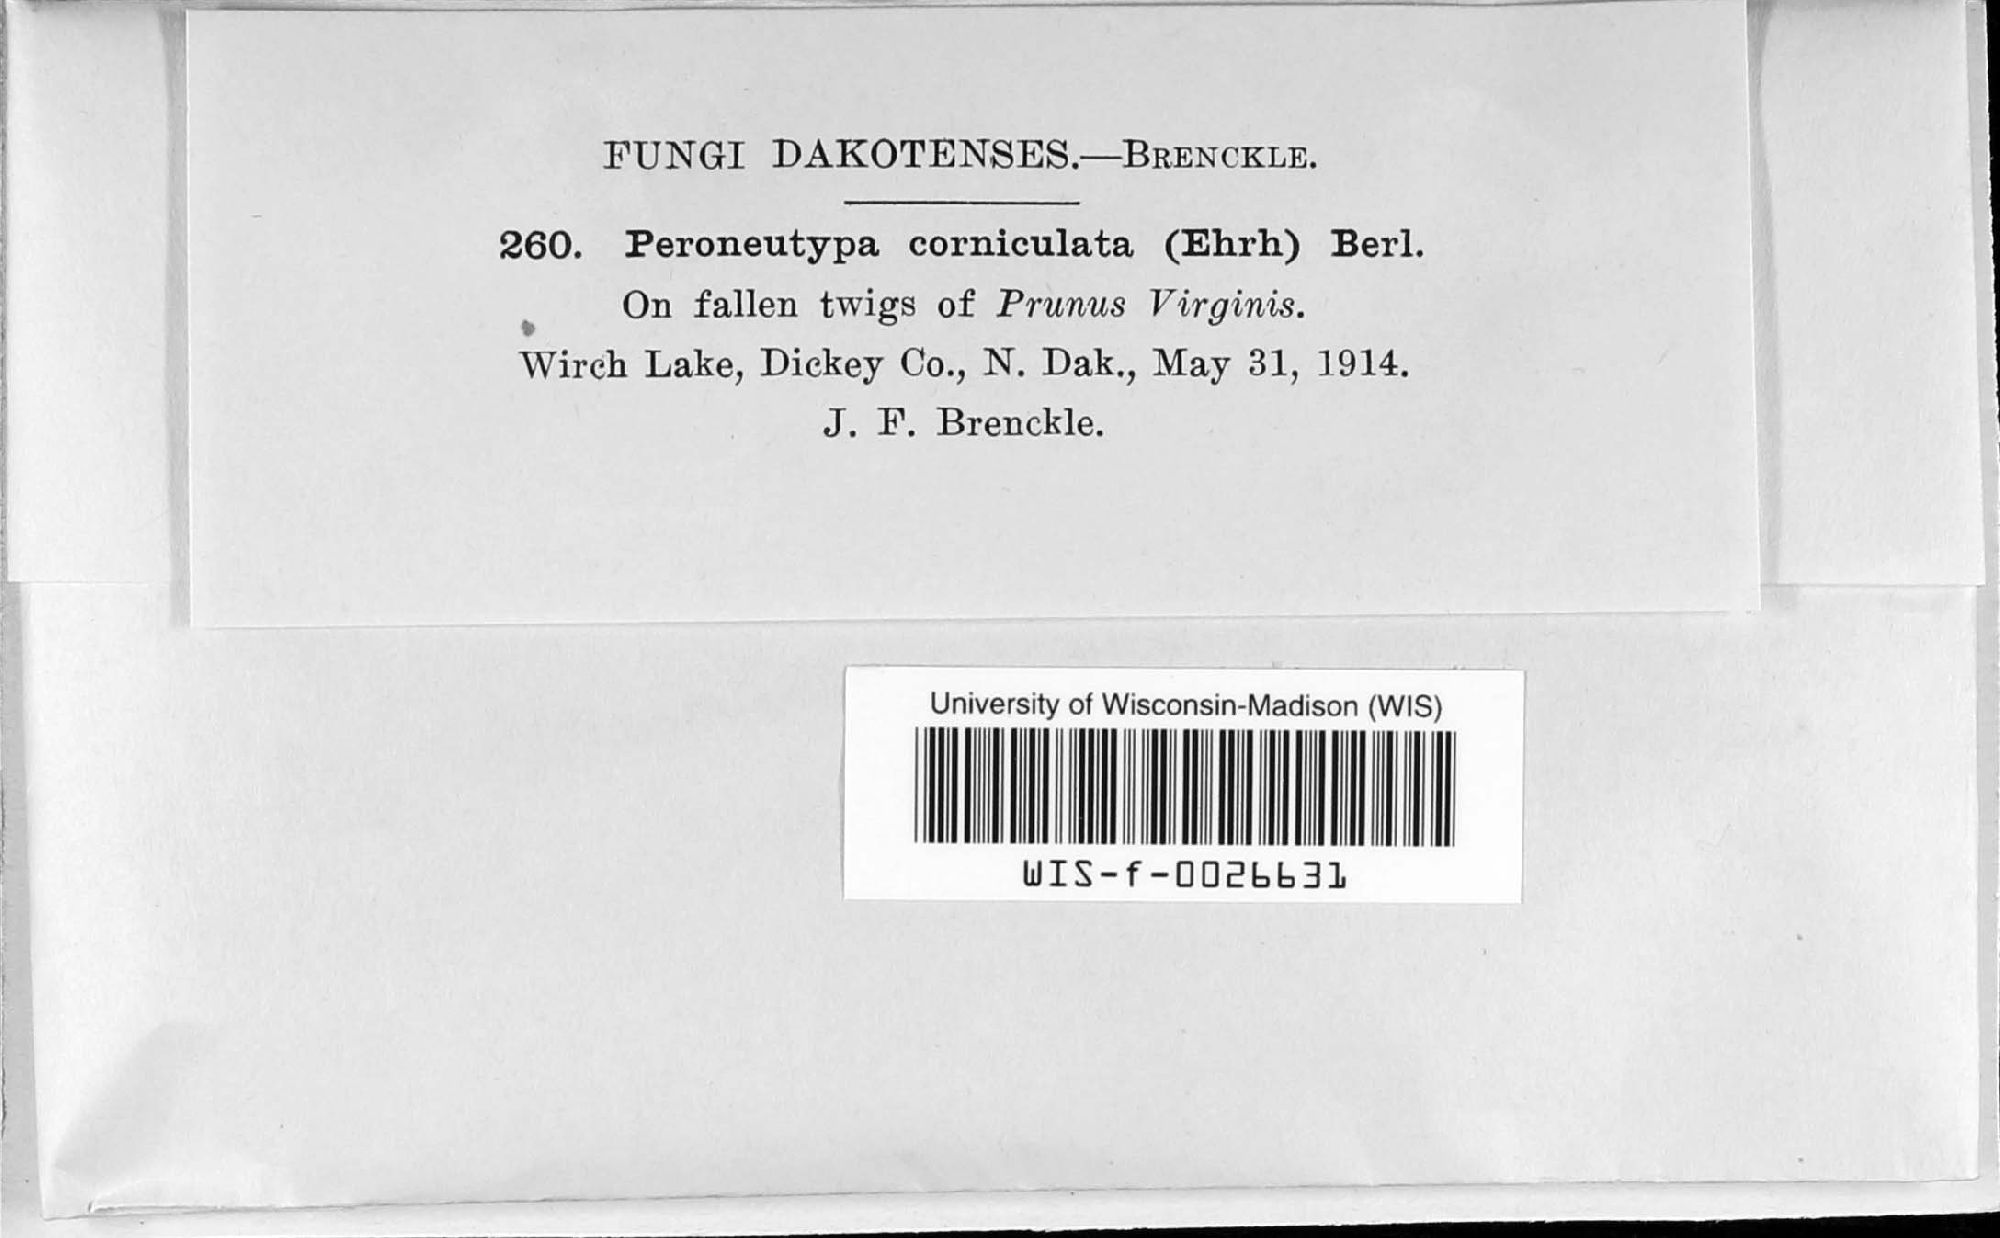 FUNGI DAKOTENSES.—BRENCKLE.
260. Peroneutypa corniculata (Ehrh) Berl.
On fallen twigs of Prunus Virginis.
Wirch Lake, Dickey Co., N. Dak., May 31, 1914.
J. F. Brenckle.
University of Wisconsin-Madison (WIS)
WIS-f-0026631